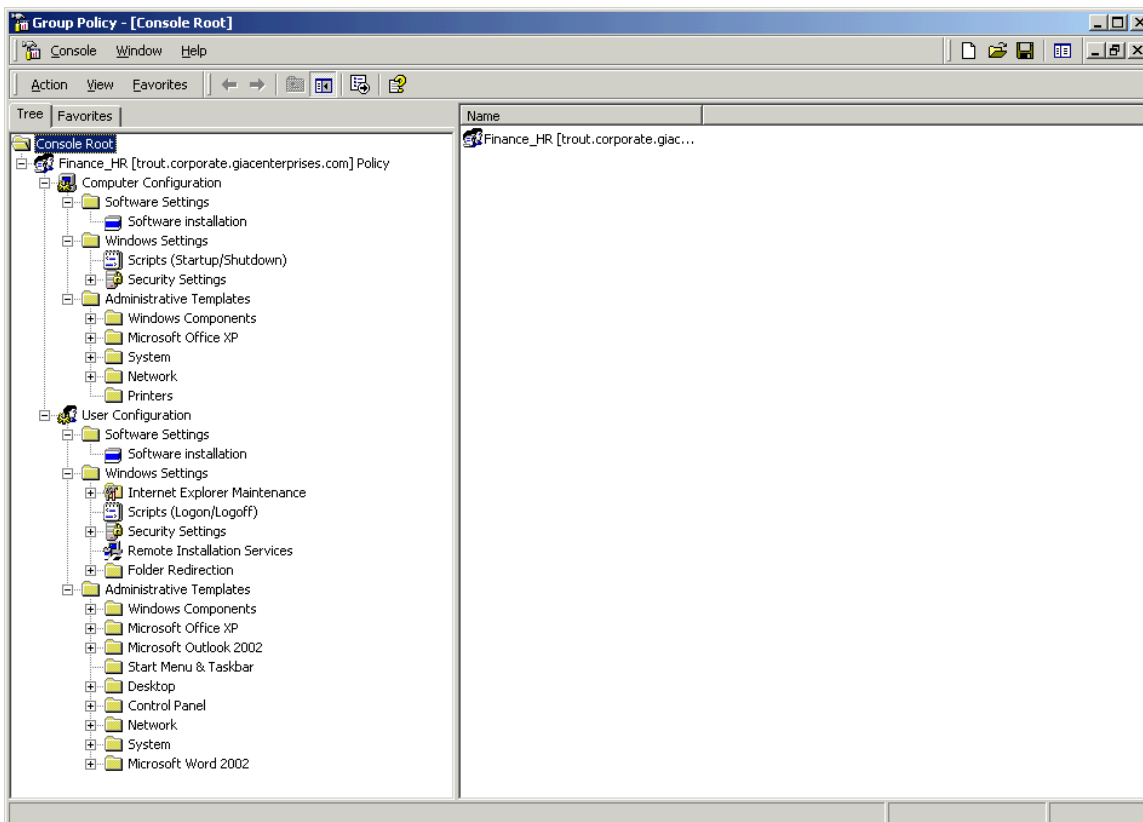 Group Policy - [Console Root]
Console Window Help
Action View Favorites
Tree Favorites
Console Root
Finance_HR [trout.corporate.giacenterprises.com] Policy
Computer Configuration
Software Settings
Software installation
Windows Settings
Scripts (Startup/Shutdown)
Security Settings
Administrative Templates
Windows Components
Microsoft Office XP
System
Network
Printers
User Configuration
Software Settings
Software installation
Windows Settings
Internet Explorer Maintenance
Scripts (Logon/Logoff)
Security Settings
Remote Installation Services
Folder Redirection
Administrative Templates
Windows Components
Microsoft Office XP
Microsoft Outlook 2002
Start Menu & Taskbar
Desktop
Control Panel
Network
System
Microsoft Word 2002
Name
Finance_HR [trout.corporate.giac...